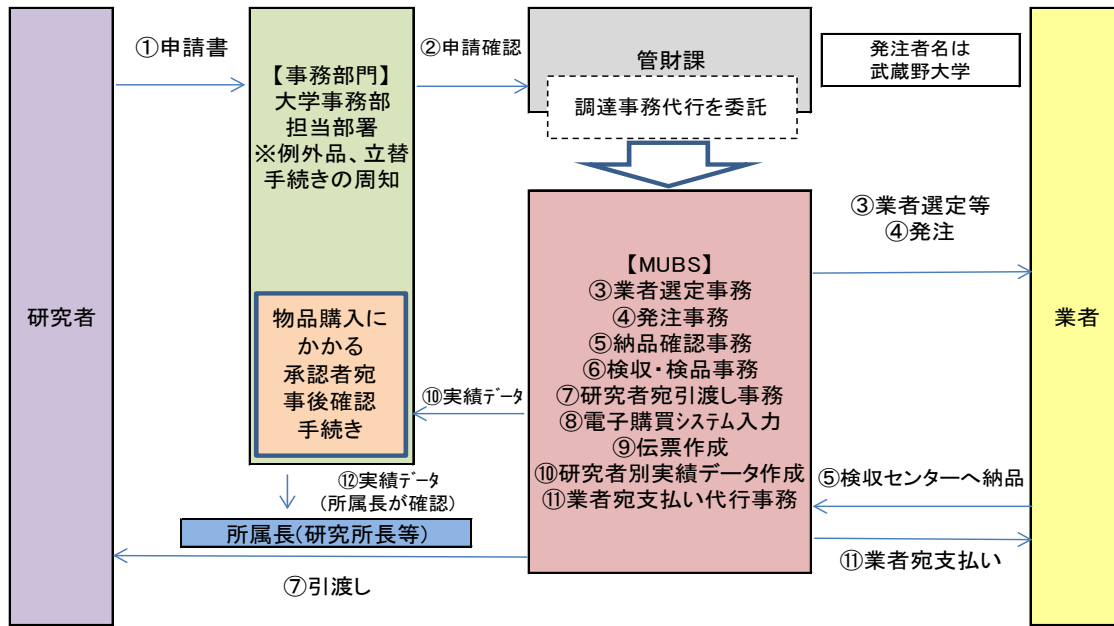 研究者
①申請書
【事務部門】
大学事務部
担当部署
※例外品、立替
手続きの周知
物品購入に
かかる
承認者宛
事後確認
手続き
②申請確認
管財課
調達事務代行を委託
発注者名は
武蔵野大学
【MUBS】
③業者選定事務
④発注事務
⑤納品確認事務
⑥検収・検品事務
⑦研究者宛引渡し事務
⑧電子購買システム入力
⑨伝票作成
⑩研究者別実績データ作成
⑪業者宛支払い代行事務
③業者選定等
④発注
業者
⑩実績データ
⑫実績データ
(所属長が確認)
所属長(研究所長等)
⑤検収センターへ納品
⑪業者宛支払い
⑦引渡し